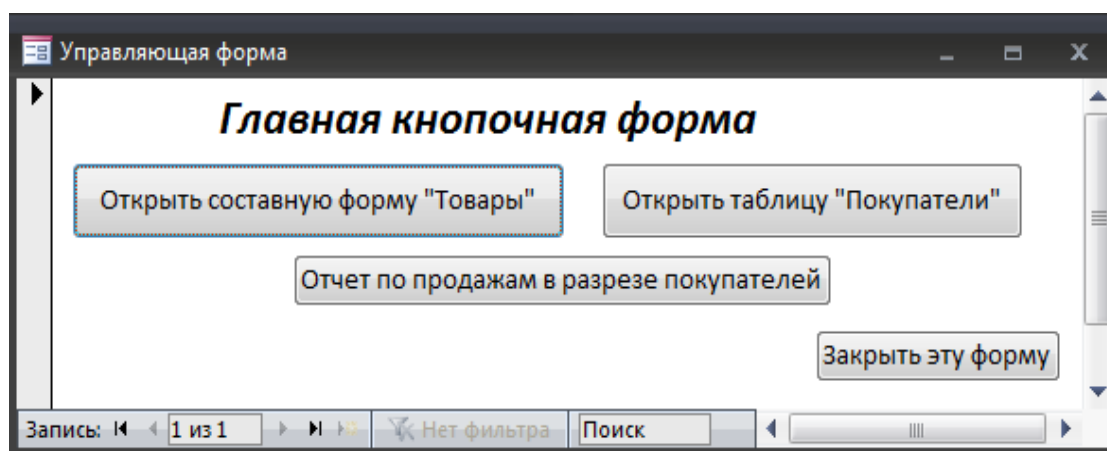 Управляющая форма
Главная кнопочная форма
Открыть составную форму "Товары" Открыть таблицу "Покупатели"
Отчет по продажам в разрезе покупателей
Закрыть эту форму
Запись: 1 из 1 Нет фильтра Поиск